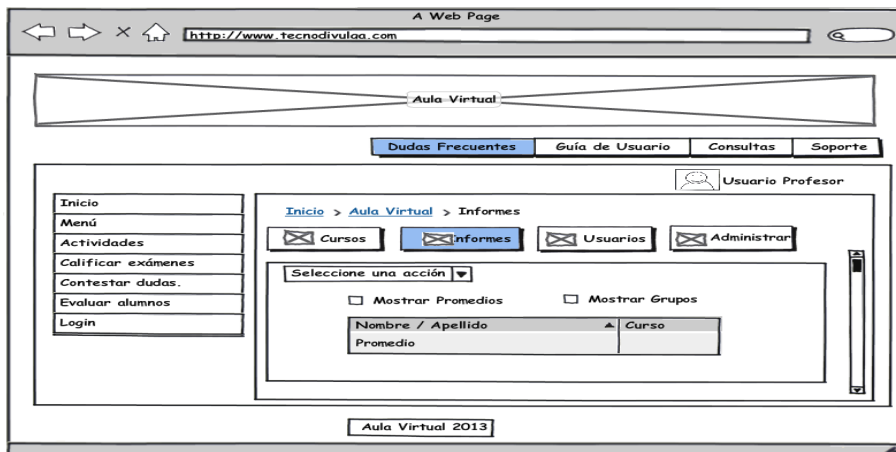 A Web Page
http://www.tecnodivulga.com
Aula Virtual
Dudas Frecuentes Guía de Usuario Consultas Soporte
Usuario Profesor
Inicio
Menú
Actividades
Calificar exámenes
Contestar dudas.
Evaluar alumnos
Login
Inicio > Aula Virtual > Informes
Cursos Informes Usuarios Administrar
Seleccione una acción
Mostrar Promedios Mostrar Grupos
Nombre / Apellido Curso
Promedio
Aula Virtual 2013